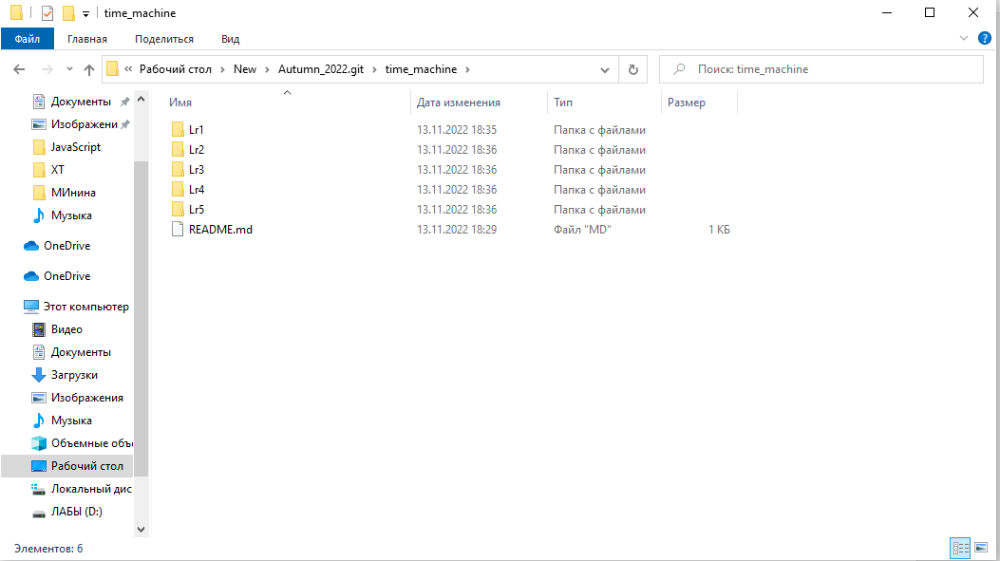 time_machine
Файл Главная Поделиться Вид
« Рабочий стол › New › Autumn_2022.git › time_machine ›
Поиск: time_machine
Документы
Изображени
JavaScript
XT
МИнина
Музыка
OneDrive
OneDrive
Этот компьютер
Видео
Документы
Загрузки
Изображения
Музыка
Объемные объ
Рабочий стол
Локальный дис
ЛАБЫ (D:)
Имя Дата изменения Тип Размер
Lr1 13.11.2022 18:35 Папка с файлами
Lr2 13.11.2022 18:36 Папка с файлами
Lr3 13.11.2022 18:36 Папка с файлами
Lr4 13.11.2022 18:36 Папка с файлами
Lr5 13.11.2022 18:36 Папка с файлами
README.md 13.11.2022 18:29 Файл "MD" 1 КБ
Элементов: 6